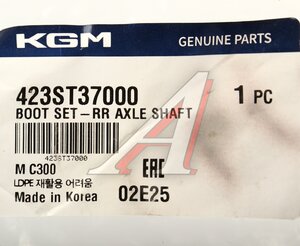 KGM GENUINE PARTS
423ST37000 1 PC
BOOT SET-RR AXLE SHAFT
423ST37000
M C300
LDPE 재활용 어려움 EAC
Made in Korea 02E25